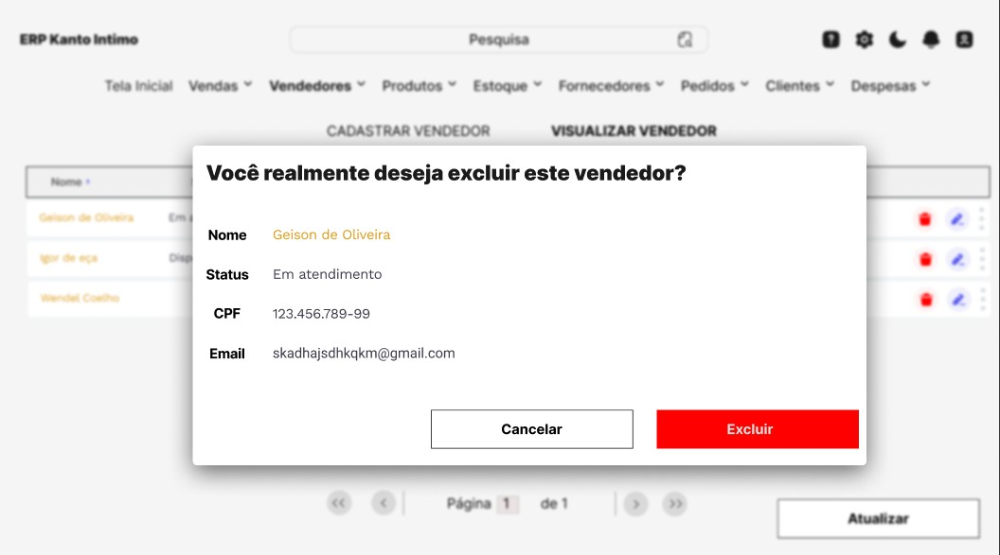 ERP Kanto Intimo
Pesquisa
Tela Inicial Vendas Vendedores Produtos Estoque Fornecedores Pedidos Clientes Despesas
CADASTRAR VENDEDOR VISUALIZAR VENDEDOR
Você realmente deseja excluir este vendedor?
Nome
Nome Geison de Oliveira
Geison de Oliveira Em
Status Em atendimento
Igor de eça Disp
CPF 123.456.789-99
Wendel Coelho
Email skadhajsdhkqkm@gmail.com
Cancelar Excluir
<< < Página 1 de 1 > >>
Atualizar